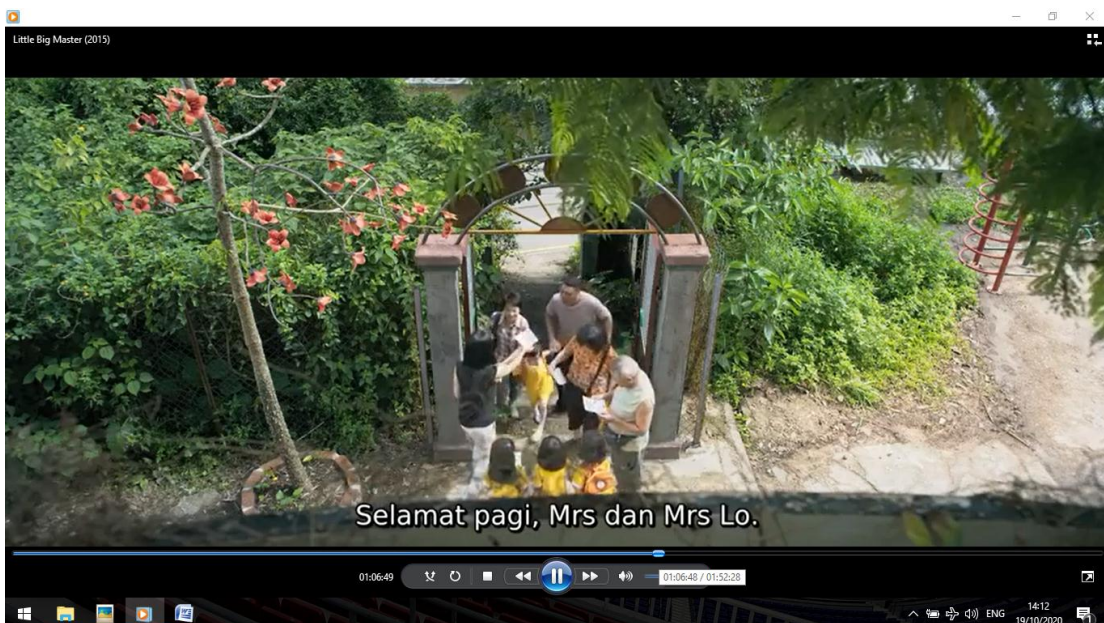 Little Big Master (2015)
Selamat pagi, Mrs dan Mrs Lo.
01:06:49
01:06:48 / 01:52:28
ENG
14:12
19/10/2020